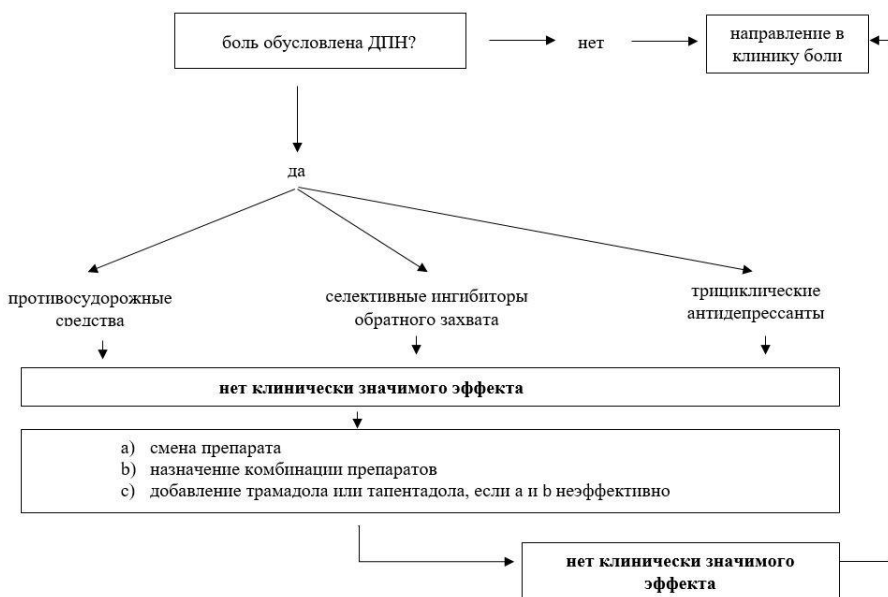 боль обусловлена ДПН?
нет
направление в
клинику боли
да
противосудорожные
средства
селективные ингибиторы
обратного захвата
трициклические
антидепрессанты
нет клинически значимого эффекта
a) смена препарата
b) назначение комбинации препаратов
c) добавление трамадола или тапентадола, если a и b неэффективно
нет клинически значимого
эффекта